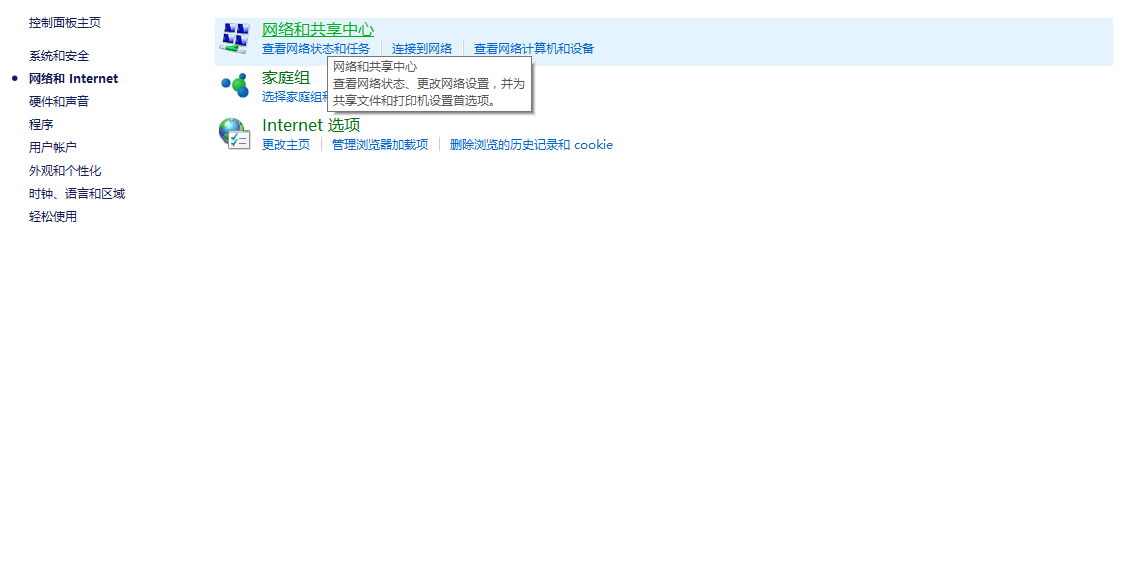 控制面板主页
系统和安全
网络和 Internet
硬件和声音
程序
用户帐户
外观和个性化
时钟、语言和区域
轻松使用
网络和共享中心
查看网络状态和任务 连接到网络 查看网络计算机和设备
网络和共享中心
查看网络状态、更改网络设置，并为
共享文件和打印机设置首选项。
家庭组
选择家庭组和
Internet 选项
更改主页 管理浏览器加载项 删除浏览的历史记录和 cookie